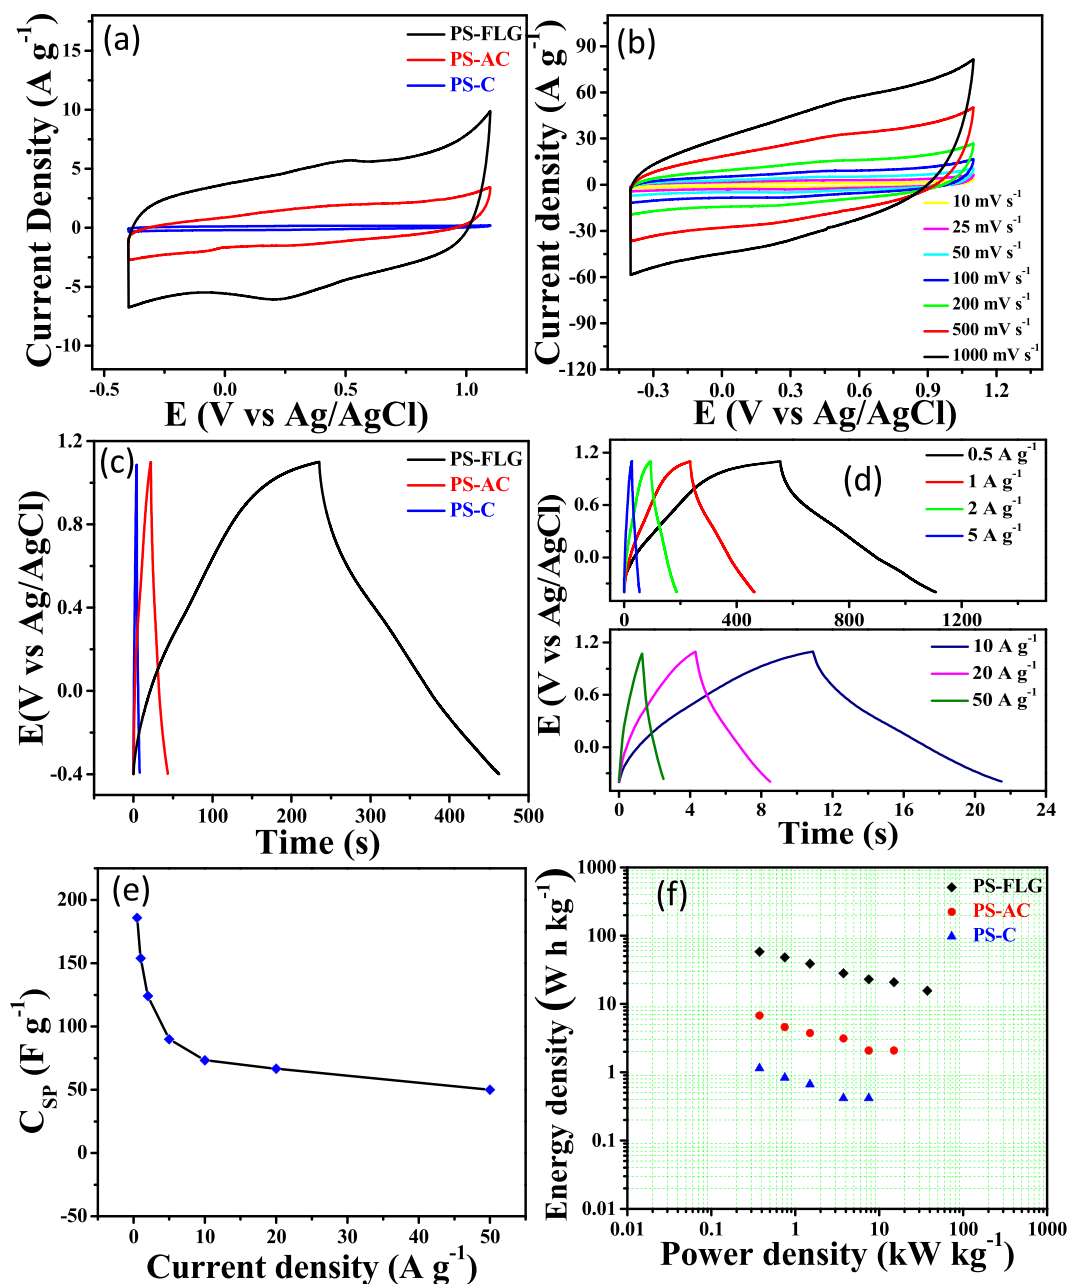 (a)
PS-FLG
PS-AC
PS-C
15
10
5
0
-5
-10
Current Density (A g-1)
-0.5
0.0
0.5
1.0
E (V vs Ag/AgCl)
(b)
90
60
30
0
-30
-60
-90
-120
Current density (A g-1)
10 mV s-1
25 mV s-1
50 mV s-1
100 mV s-1
200 mV s-1
500 mV s-1
1000 mV s-1
-0.3
0.0
0.3
0.6
0.9
1.2
E (V vs Ag/AgCl)
(c)
PS-FLG
PS-AC
PS-C
1.2
0.8
0.4
0.0
-0.4
E(V vs Ag/AgCl)
0
100
200
300
400
500
Time (s)
(d)
0.5 A g-1
1 A g-1
2 A g-1
5 A g-1
1.2
0.6
0.0
0
400
800
1200
10 A g-1
20 A g-1
50 A g-1
1.2
0.6
0.0
E (V vs Ag/AgCl)
0
4
8
12
16
20
24
Time (s)
(e)
200
150
100
50
0
-50
CSP (F g-1)
0
10
20
30
40
50
Current density (A g-1)
(f)
PS-FLG
PS-AC
PS-C
1000
100
10
1
0.1
0.01
Energy density (W h kg-1)
0.01
0.1
1
10
100
1000
Power density (kW kg-1)